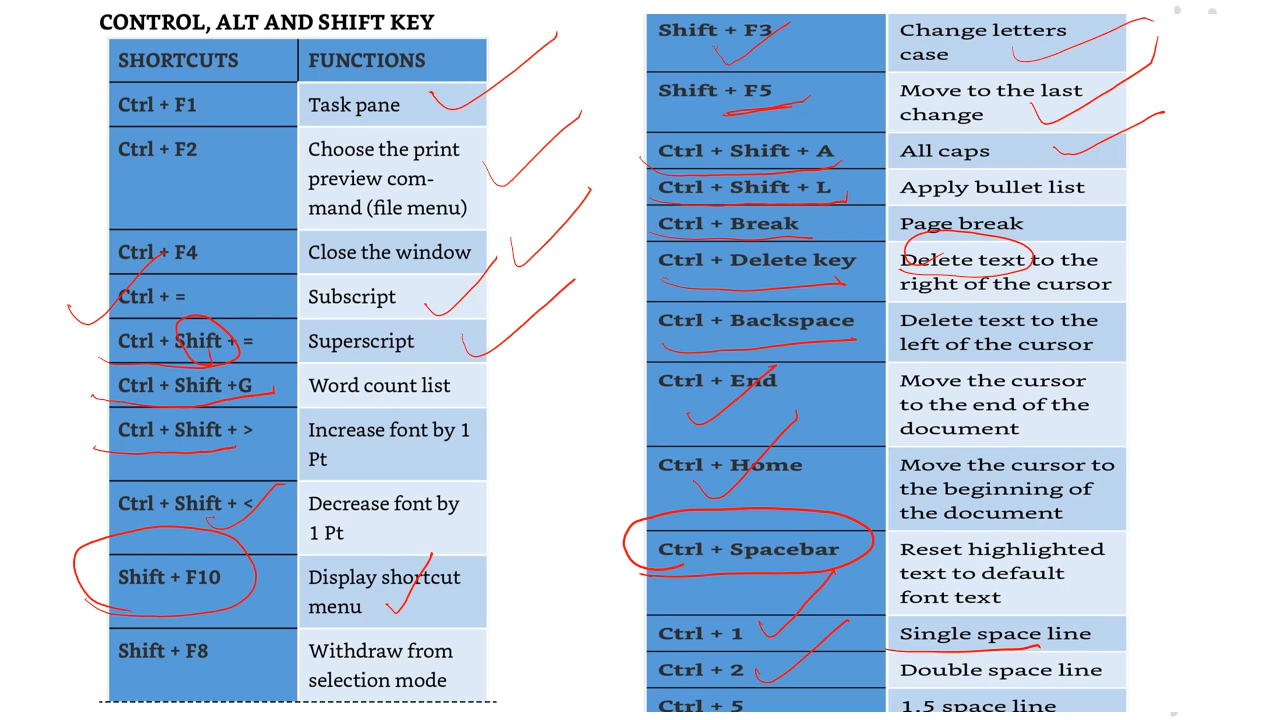 CONTROL, ALT AND SHIFT KEY
SHORTCUTS FUNCTIONS
Ctrl + F1 Task pane
Ctrl + F2 Choose the print
preview com-
mand (file menu)
Ctrl + F4 Close the window
Ctrl + = Subscript
Ctrl + Shift + = Superscript
Ctrl + Shift +G Word count list
Ctrl + Shift + > Increase font by 1
Pt
Ctrl + Shift + < Decrease font by
1 Pt
Shift + F10 Display shortcut
menu
Shift + F8 Withdraw from
selection mode
Shift + F3 Change letters
case
Shift + F5 Move to the last
change
Ctrl + Shift + A All caps
Ctrl + Shift + L Apply bullet list
Ctrl + Break Page break
Ctrl + Delete key Delete text to the
right of the cursor
Ctrl + Backspace Delete text to the
left of the cursor
Ctrl + End Move the cursor
to the end of the
document
Ctrl + Home Move the cursor to
the beginning of
the document
Ctrl + Spacebar Reset highlighted
text to default
font text
Ctrl + 1 Single space line
Ctrl + 2 Double space line
Ctrl + 5 1.5 space line